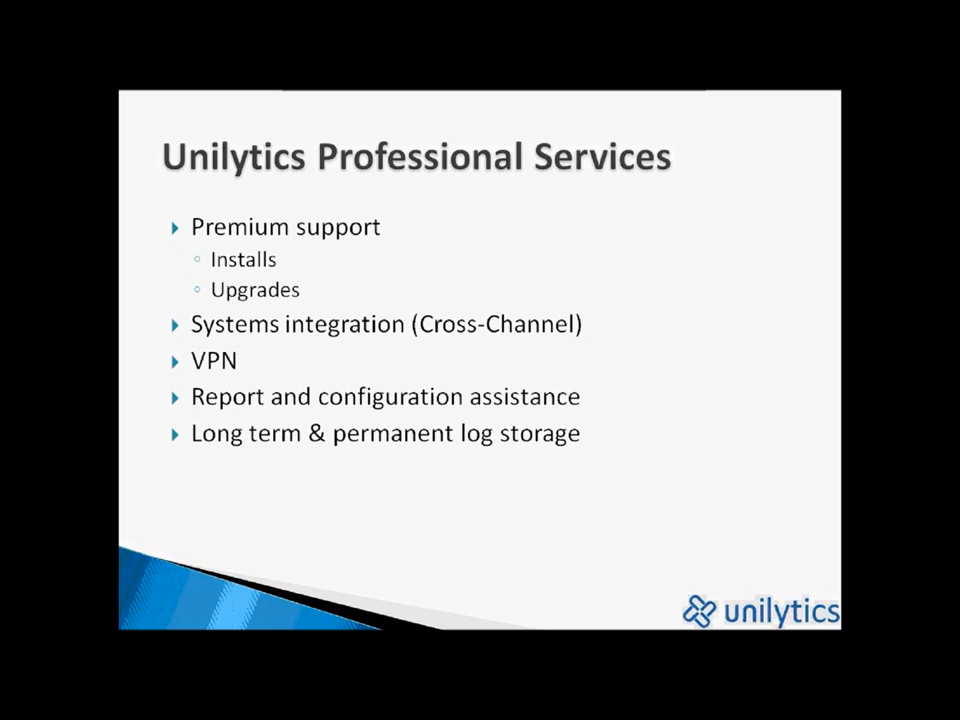 Unilytics Professional Services
Premium support
Installs
Upgrades
Systems integration (Cross-Channel)
VPN
Report and configuration assistance
Long term & permanent log storage
unilytics